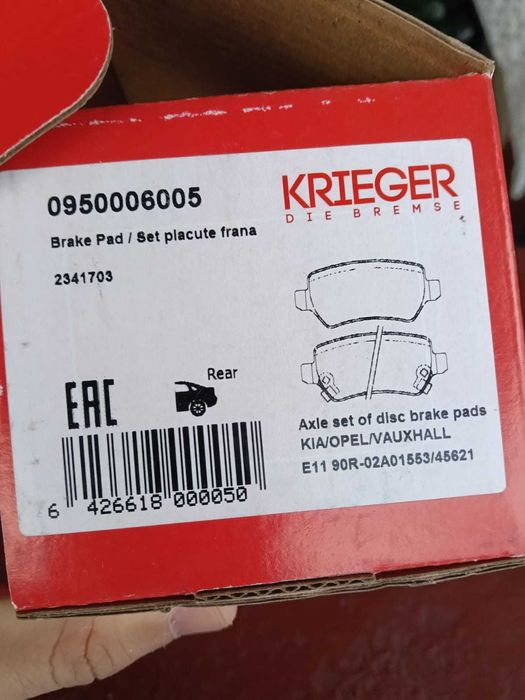 0950006005
KRIEGER
DIE BREMSE
Brake Pad / Set placute frana
2341703
EAC
Rear
Axle set of disc brake pads
KIA/OPEL/VAUXHALL
E11 90R-02A01553/45621
6 426618 000050